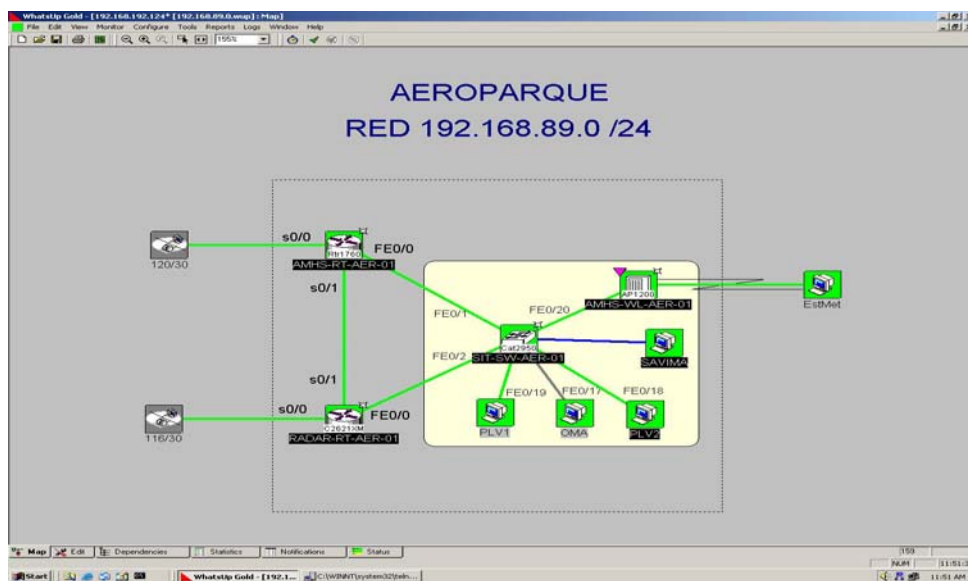 WhatsUp Gold - [192.168.192.124* [192.168.89.0.wup] : Map]
File Edit View Monitor Configure Tools Reports Logs Window Help
155%
AEROPARQUE
RED 192.168.89.0 /24
s0/0
FE0/0
120/30
Rtr1760
AMHS-RT-AER-01
s0/1
AP1200
AMHS-WL-AER-01
EstMet
FE0/1
FE0/20
Cat2950
SIT-SW-AER-01
FE0/2
SAVIMA
s0/1
FE0/19
FE0/17
FE0/18
s0/0
FE0/0
116/30
C2621XM
RADAR-RT-AER-01
PLV1
OMA
PLV2
Map Edit Dependencies Statistics Notifications Status
159
NUM
Start
WhatsUp Gold - [192.1...
C:\WINNT\system32\teln...
11:51 AM